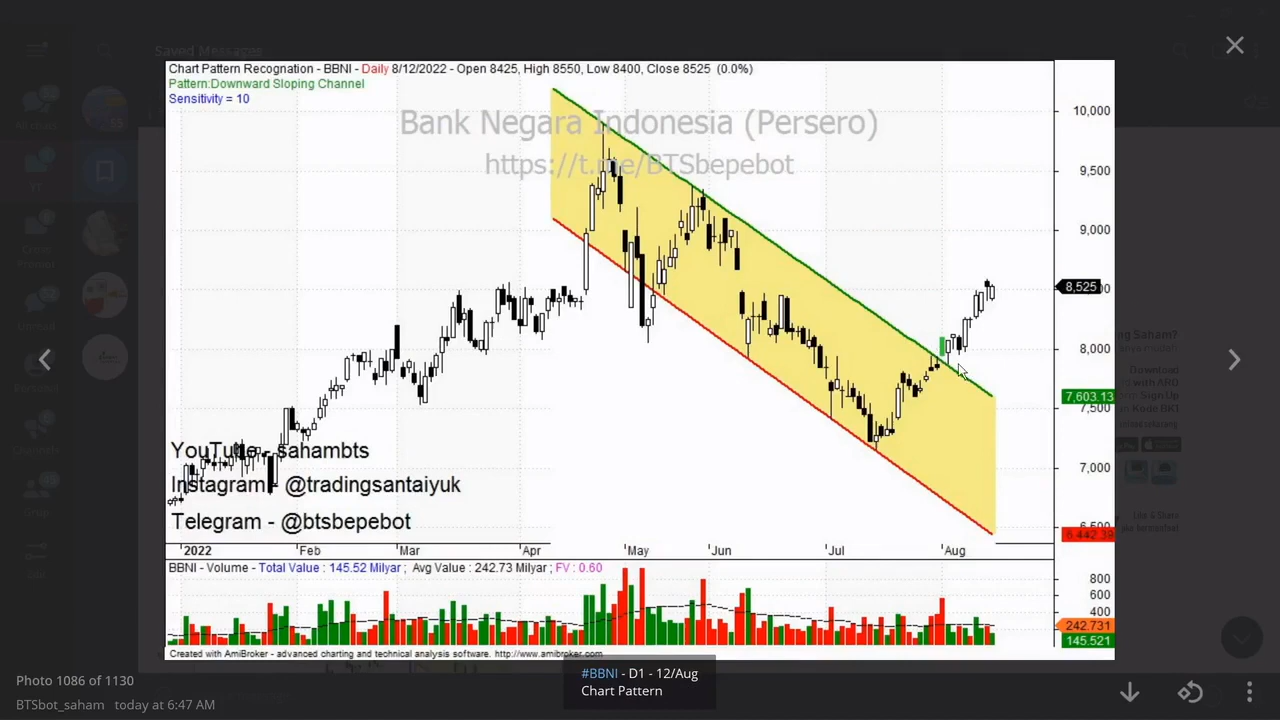 Saved Messages
Chart Pattern Recognation - BBNI - Daily 8/12/2022 - Open 8425, High 8550, Low 8400, Close 8525 (0.0%)
Pattern:Downward Sloping Channel
Sensitivity = 10
Bank Negara Indonesia (Persero)
https://t.me/BTSbepebot
10,000
9,500
9,000
8,525
8,000
7,603.13
7,500
7,000
6,500
6,442.39
YouTube - sahambts
Instagram - @tradingsantaiyuk
Telegram - @btsbepebot
2022 Feb Mar Apr May Jun Jul Aug
BBNI - Volume - Total Value : 145.52 Milyar ; Avg Value : 242.73 Milyar ; FV : 0.60
800
600
400
242.731
145.521
Created with AmiBroker - advanced charting and technical analysis software. http://www.amibroker.com
#BBNI - D1 - 12/Aug
Chart Pattern
Photo 1086 of 1130
BTSbot_saham today at 6:47 AM